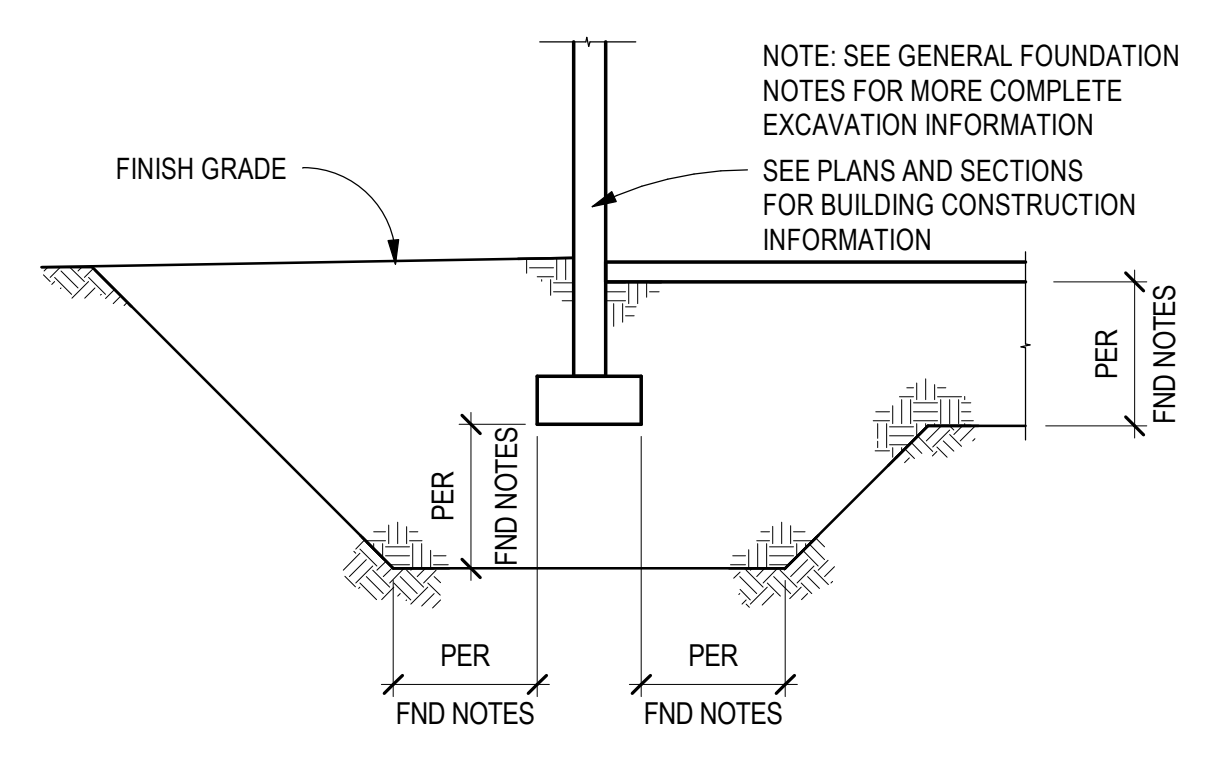 NOTE: SEE GENERAL FOUNDATION
NOTES FOR MORE COMPLETE
EXCAVATION INFORMATION
FINISH GRADE
SEE PLANS AND SECTIONS
FOR BUILDING CONSTRUCTION
INFORMATION
PER
FND NOTES
PER
FND NOTES
PER
FND NOTES
PER
FND NOTES